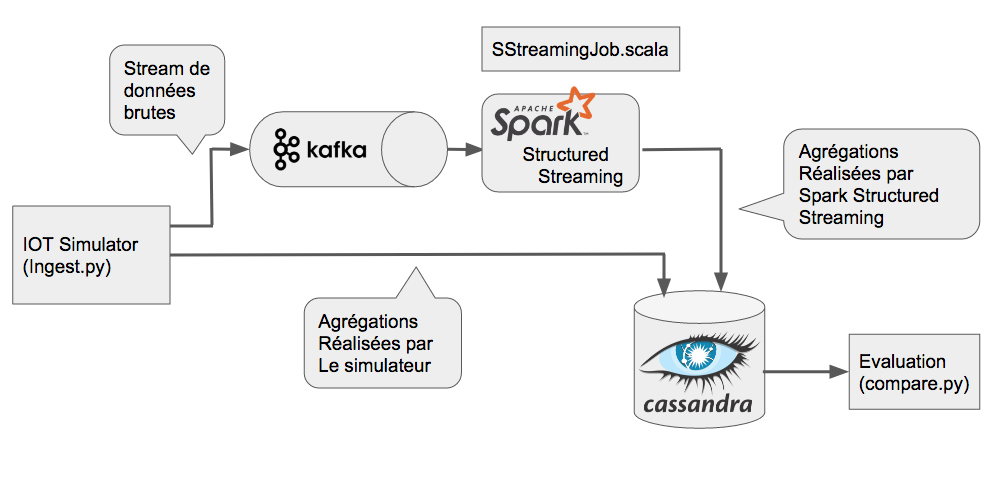 SStreamingJob.scala
Stream de
données
brutes
kafka
APACHE
Spark
Structured
Streaming
Agrégations
Réalisées par
Spark Structured
Streaming
IOT Simulator
(Ingest.py)
Agrégations
Réalisées par
Le simulateur
cassandra
Evaluation
(compare.py)